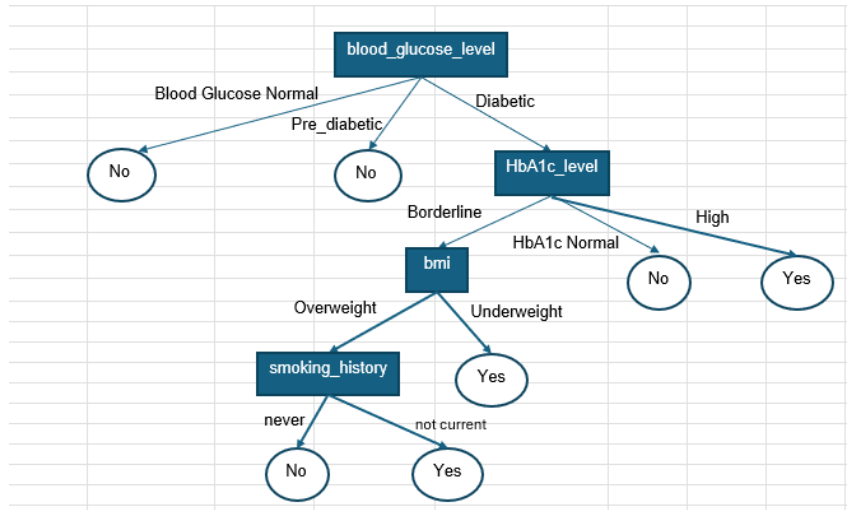 blood_glucose_level
Blood Glucose Normal
Pre_diabetic
Diabetic
No
No
HbA1c_level
Borderline
HbA1c Normal
High
bmi
No
Yes
Overweight
Underweight
smoking_history
Yes
never
not current
No
Yes